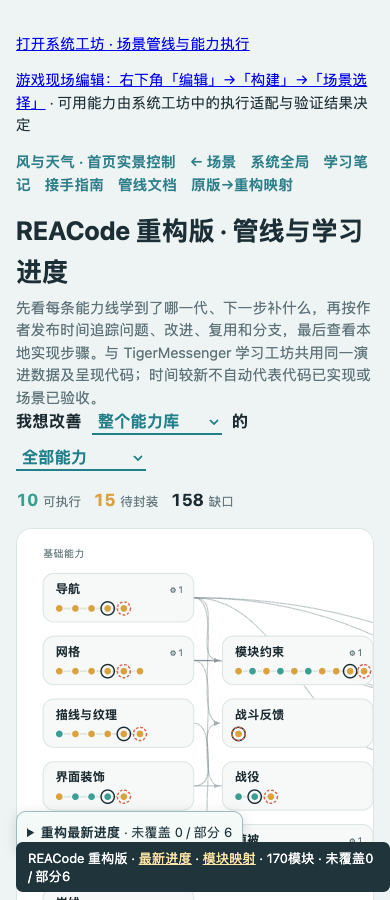 打开系统工坊 · 场景管线与能力执行
游戏现场编辑：右下角「编辑」→「构建」→「场景选
择」 · 可用能力由系统工坊中的执行适配与验证结果决
定
风与天气 · 首页实景控制 ← 场景 系统全局 学习笔
记 接手指南 管线文档 原版→重构映射
REACode 重构版 · 管线与学习
进度
先看每条能力线学到了哪一代、下一步补什么，再按作
者发布时间追踪问题、改进、复用和分支，最后查看本
地实现步骤。与 TigerMessenger 学习工坊共用同一演
进数据及呈现代码；时间较新不自动代表代码已实现或
场景已验收。
我想改善 整个能力库 的
全部能力
10 可执行 15 待封装 158 缺口
基础能力
导航 ⚙1
网格 ⚙1
模块约束 ⚙1
描线与纹理
战斗反馈
界面装饰
战役
▶ 重构最新进度 · 未覆盖 0 / 部分 6
REACode 重构版 · 最新进度 · 模块映射 · 170模块 · 未覆盖0
/ 部分6